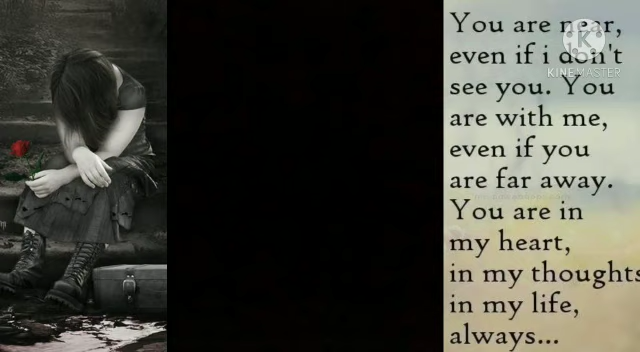 You are near,
even if i don't
see you. You
are with me,
even if you
are far away.
You are in
my heart,
in my thoughts
in my life,
always...
K
KINEMASTER